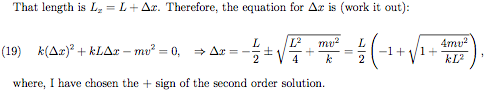 That length is L_z = L + Δx. Therefore, the equation for Δx is (work it out):
(19) k(Δx)² + kLΔx − mv² = 0, ⇒ Δx = −L/2 ± √(L²/4 + mv²/k) = L/2 (−1 + √(1 + 4mv²/kL²)),
where, I have chosen the + sign of the second order solution.